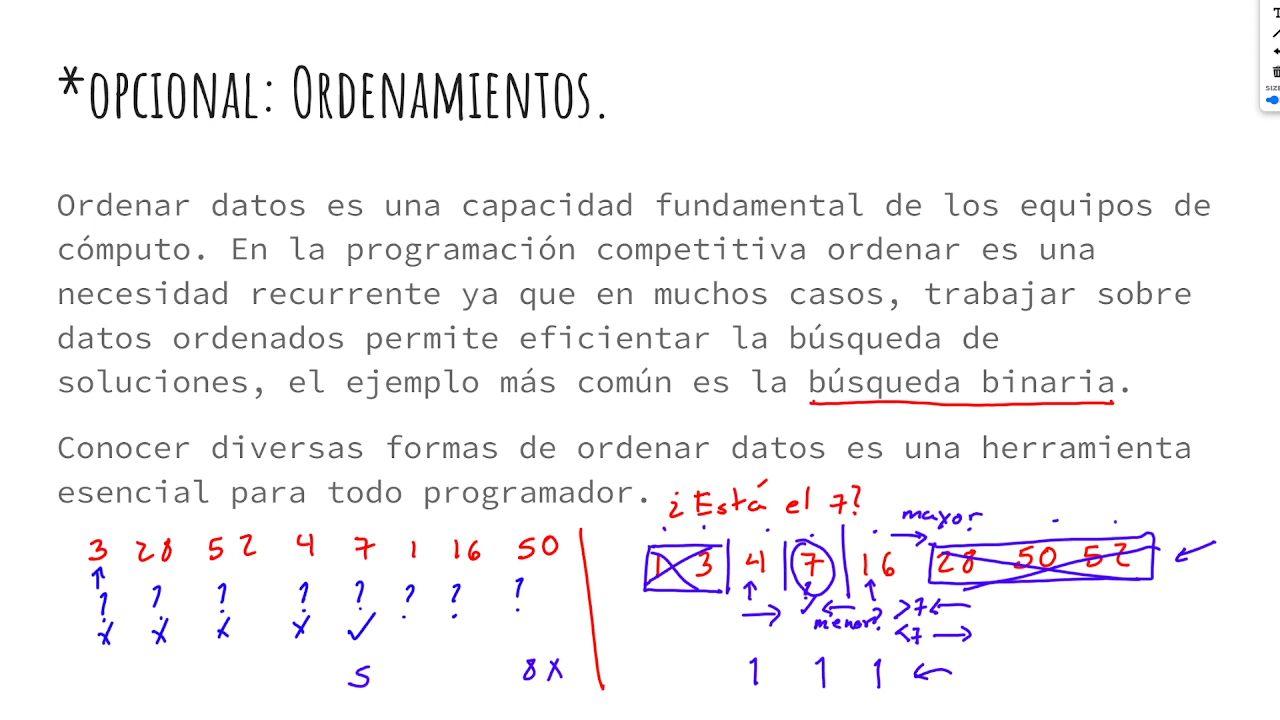 *opcional: Ordenamientos.
Ordenar datos es una capacidad fundamental de los equipos de
cómputo. En la programación competitiva ordenar es una
necesidad recurrente ya que en muchos casos, trabajar sobre
datos ordenados permite eficientar la búsqueda de
soluciones, el ejemplo más común es la búsqueda binaria.
Conocer diversas formas de ordenar datos es una herramienta
esencial para todo programador.
¿Está el 7?
mayor
3 28 52 4 7 1 16 50
? ? ? ? ? ? ? ?
x x x x ✓
5 8 x
1 3 4 7 16 28 50 52
? ✓ menor? >7
<7
1 1 1
SIZE